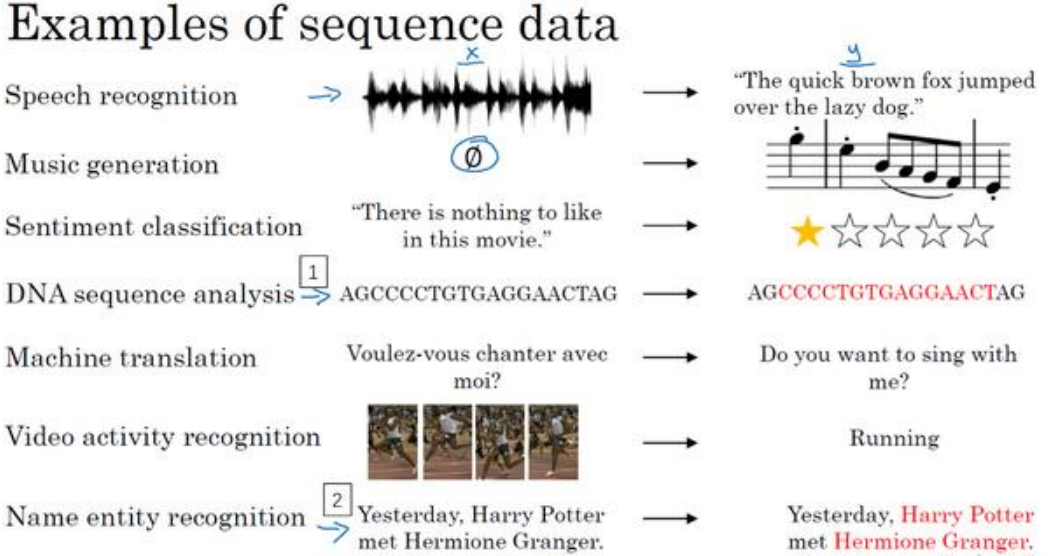 Examples of sequence data
x
y
Speech recognition
“The quick brown fox jumped
over the lazy dog.”
Music generation
Ø
Sentiment classification
“There is nothing to like
in this movie.”
1
DNA sequence analysis
AGCCCCTGTGAGGAACTAG
AGCCCCTGTGAGGAACTAG
Machine translation
Voulez-vous chanter avec
moi?
Do you want to sing with
me?
Video activity recognition
Running
2
Name entity recognition
Yesterday, Harry Potter
met Hermione Granger.
Yesterday, Harry Potter
met Hermione Granger.